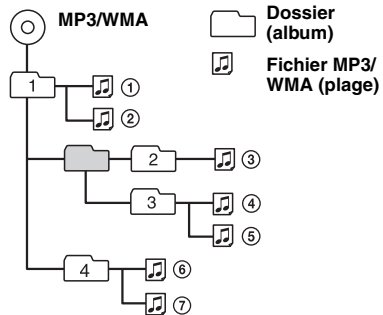 MP3/WMA
Dossier
(album)
Fichier MP3/
WMA (plage)
1
①
②
2
③
3
④
⑤
4
⑥
⑦